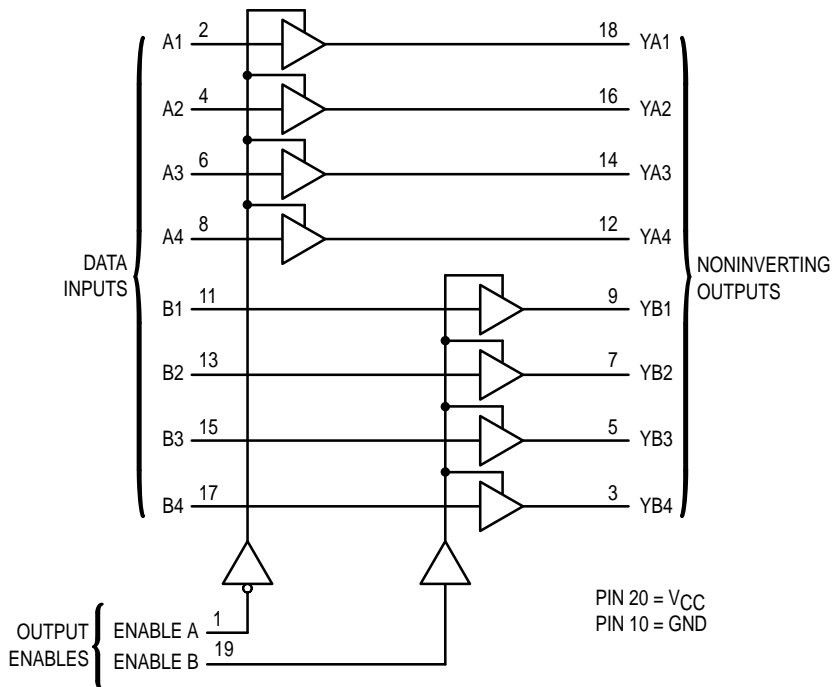 A1 2 18 YA1
A2 4 16 YA2
A3 6 14 YA3
A4 8 12 YA4
DATA
INPUTS
NONINVERTING
OUTPUTS
B1 11 9 YB1
B2 13 7 YB2
B3 15 5 YB3
B4 17 3 YB4
OUTPUT
ENABLES
ENABLE A 1
ENABLE B 19
PIN 20 = VCC
PIN 10 = GND